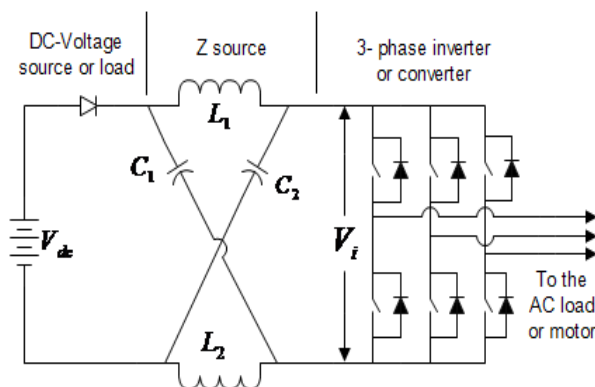 DC-Voltage
source or load
Z source
3- phase inverter
or converter
L1
C1
C2
Vdc
Vi
L2
To the
AC load
or motor